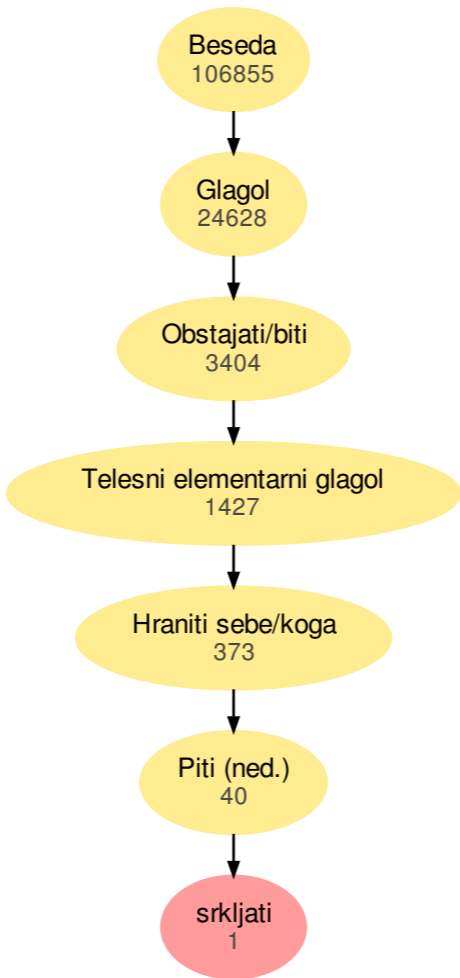 Beseda
106855
Glagol
24628
Obstajati/biti
3404
Telesni elementarni glagol
1427
Hraniti sebe/koga
373
Piti (ned.)
40
srkljati
1